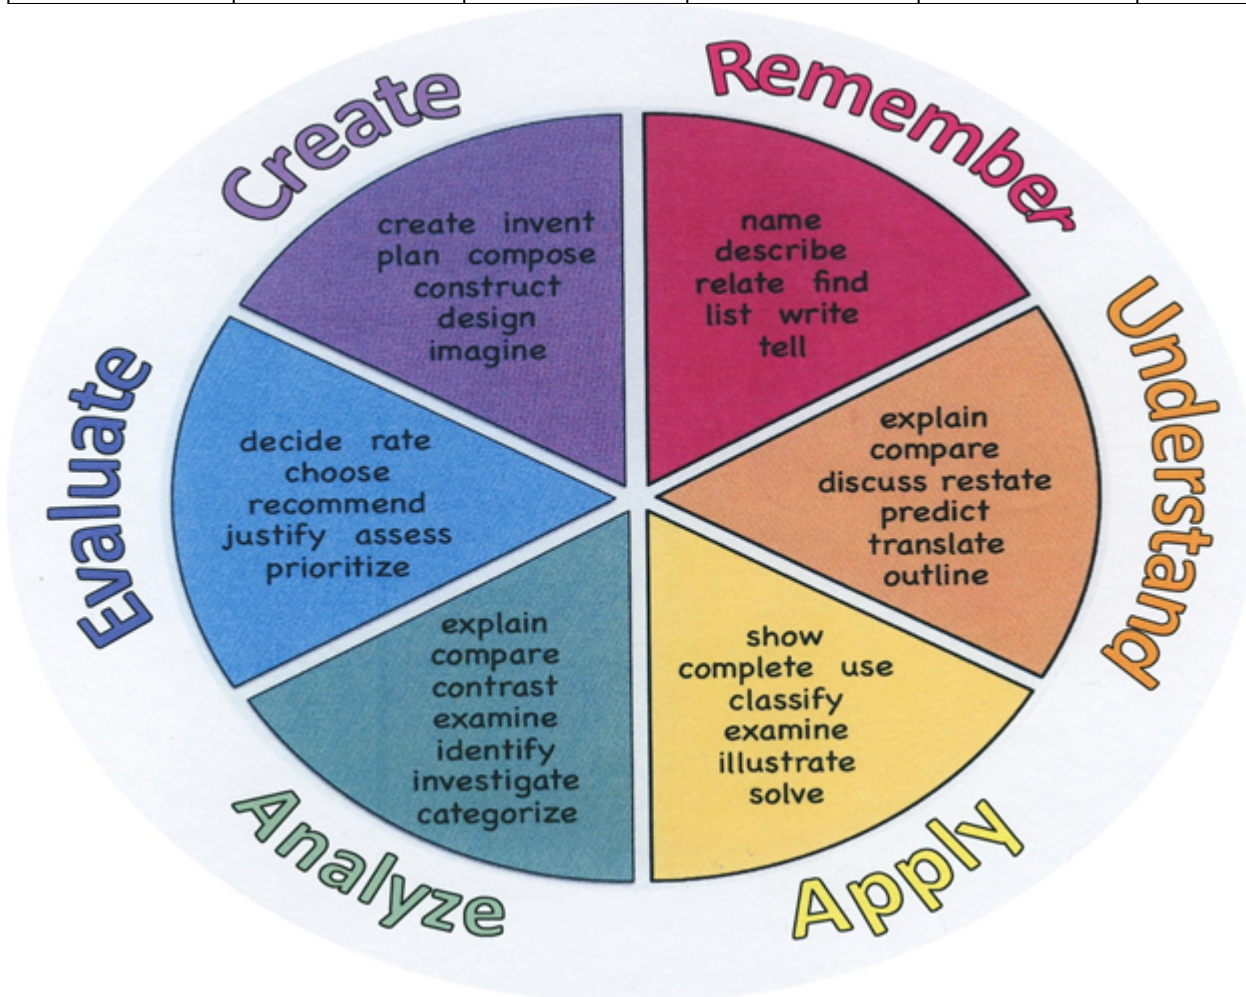 Create
create invent
plan compose
construct
design
imagine
Remember
name
describe
relate find
list write
tell
Understand
explain
compare
discuss restate
predict
translate
outline
Apply
show
complete use
classify
examine
illustrate
solve
Analyze
explain
compare
contrast
examine
identify
investigate
categorize
Evaluate
decide rate
choose
recommend
justify assess
prioritize